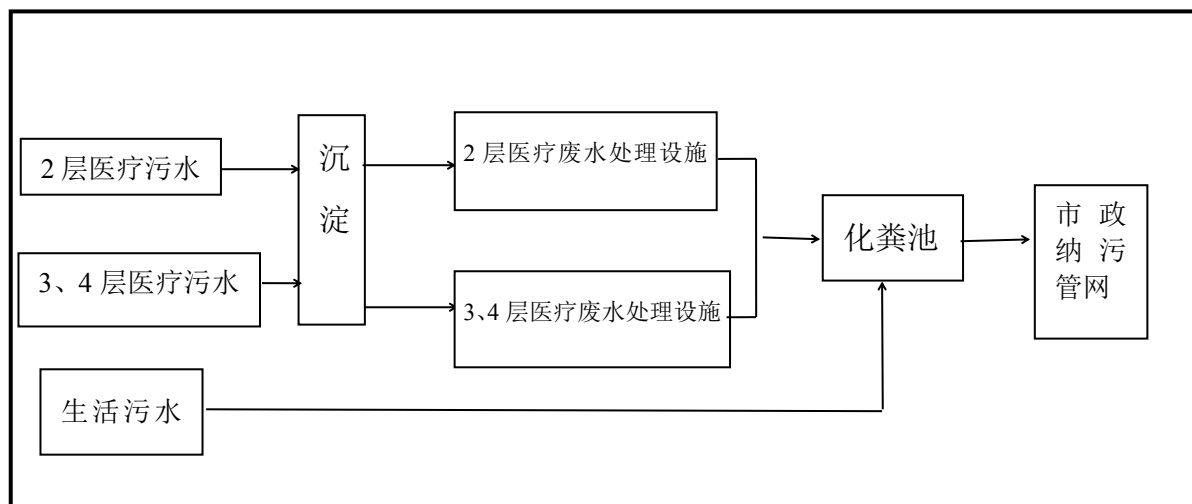 2 层医疗污水
3、4 层医疗污水
生活污水
沉
淀
2 层医疗废水处理设施
3、4 层医疗废水处理设施
化粪池
市政
纳污
管网